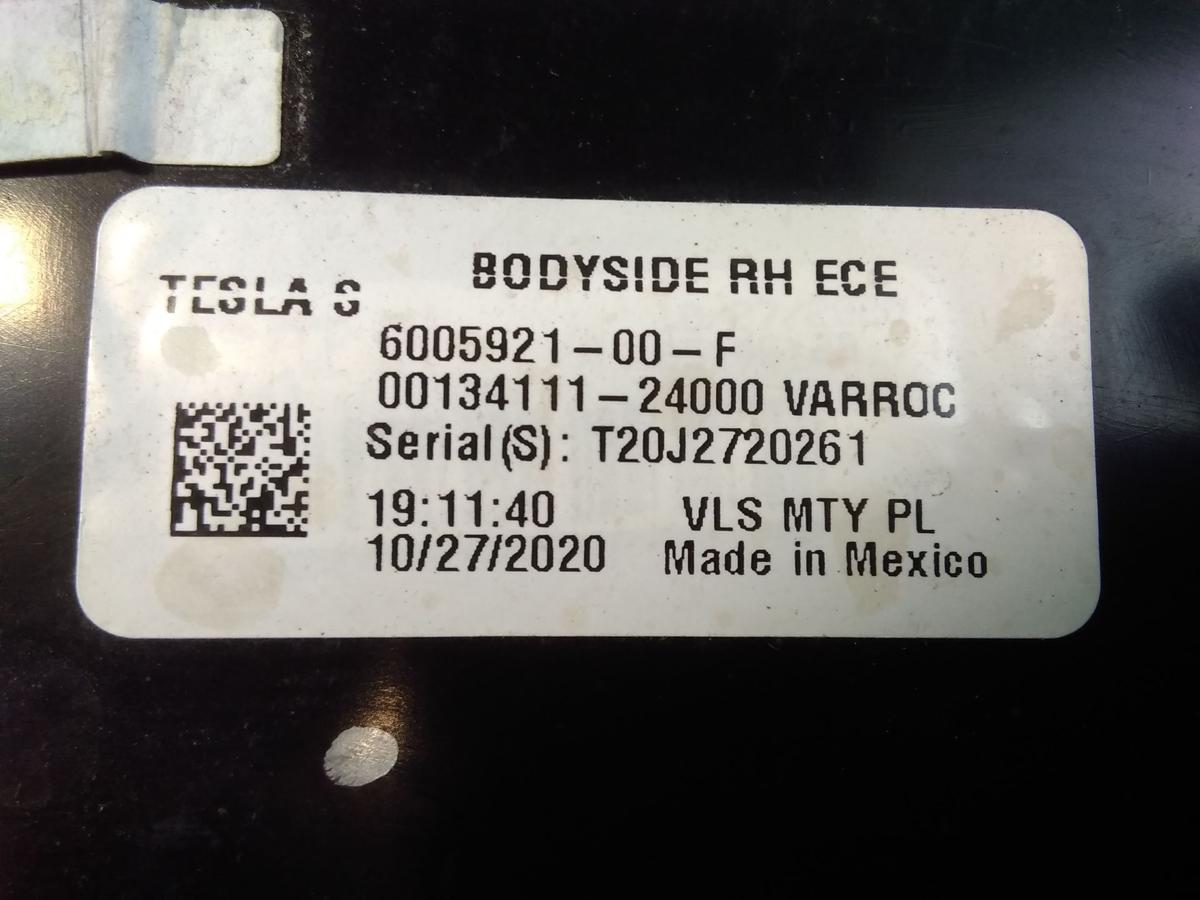 BODYSIDE RH ECE
TESLA S
6005921-00-F
00134111-24000 VARROC
Serial(S): T20J2720261
19:11:40 VLS MTY PL
10/27/2020 Made in Mexico